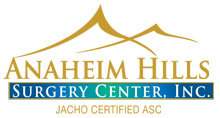 ANAHEIM HILLS
SURGERY CENTER, INC.
JACHO CERTIFIED ASC